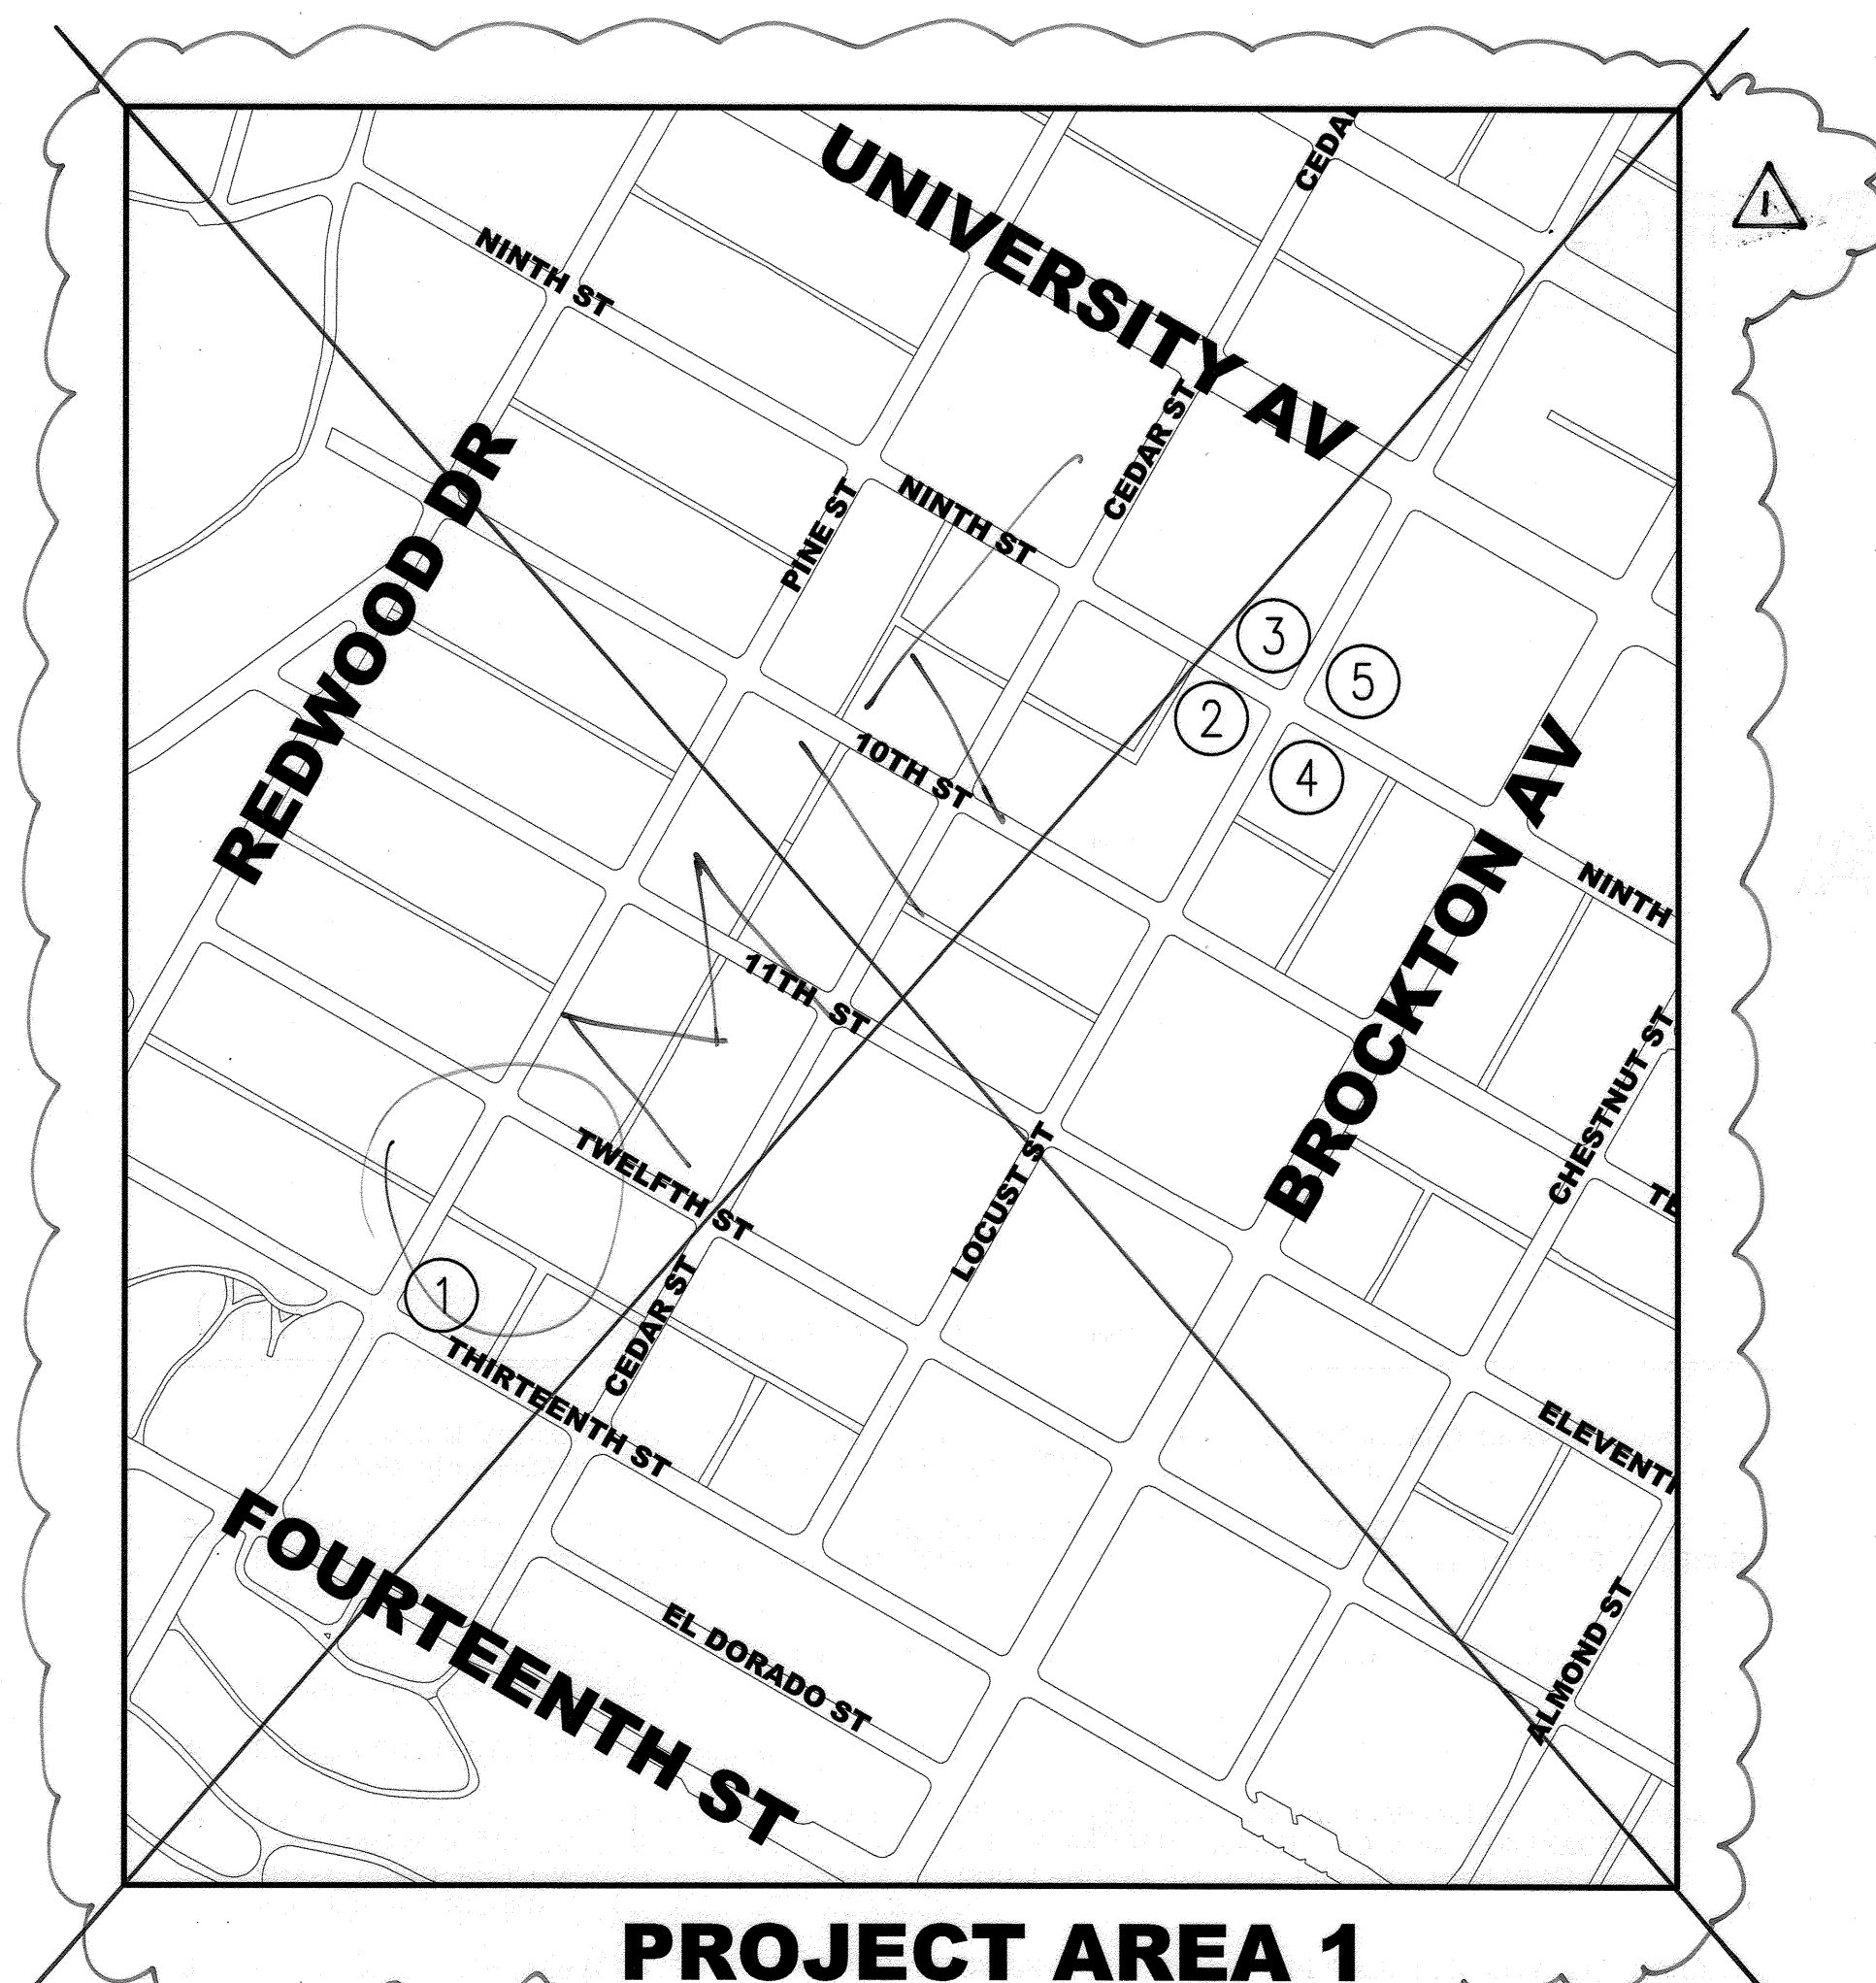 CEDA
UNIVERSITY AV
1
NINTH ST
CEDAR ST
REDWOOD DR
PINE ST
NINTH ST
3
5
2
10TH ST
4
BROCKTON AV
NINTH
11TH ST
CHESTNUT ST
TWELFTH ST
LOCUST ST
TE
CEDAR ST
1
THIRTEENTH ST
ELEVENTH
FOURTEENTH ST
EL DORADO ST
ALMOND ST
PROJECT AREA 1